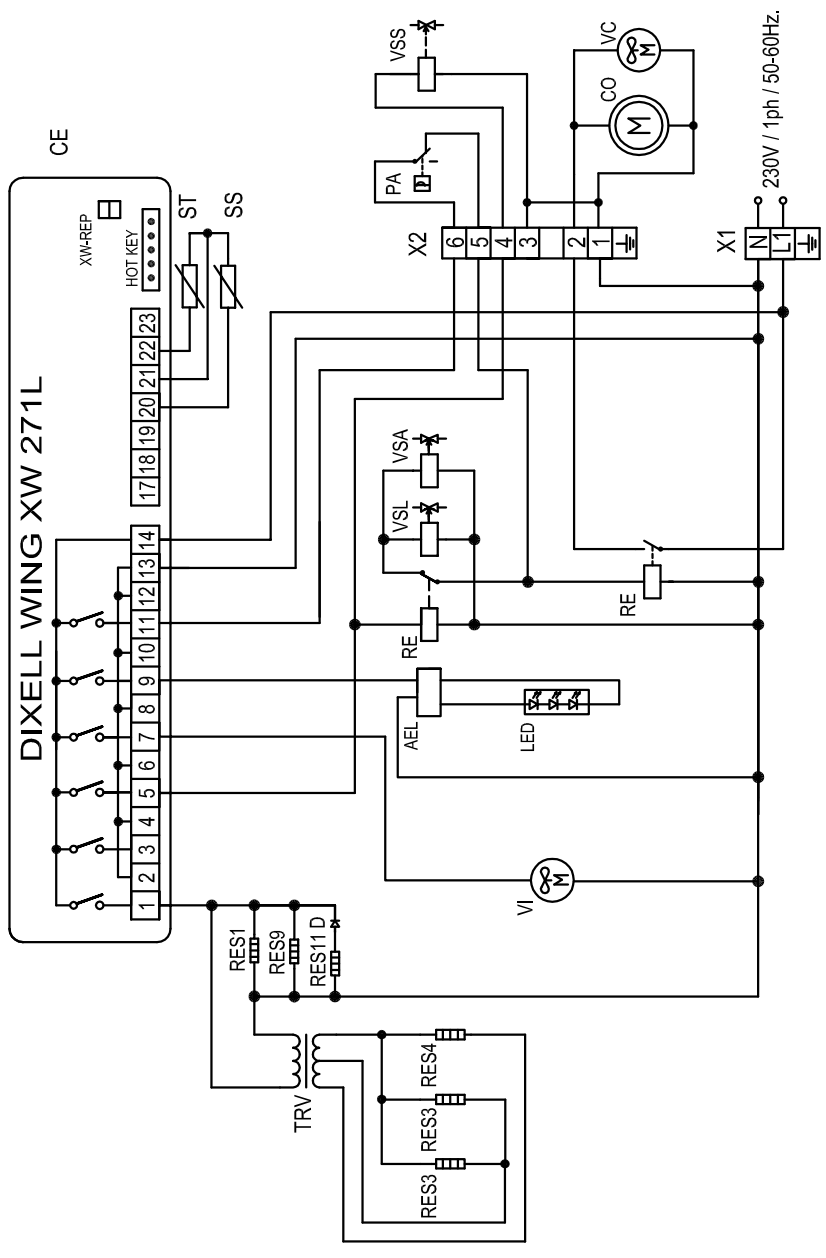 DIXELL WING XW 271L
CE
XW-REP
HOT KEY
1 2 3 4 5 6 7 8 9 10 11 12 13 14
17 18 19 20 21 22 23
ST
SS
RES1
RES9
RES11 D
TRV
RES3
RES3
RES4
VI
AEL
LED
RE
VSL
VSA
RE
PA
VSS
X2
6
5
4
3
2
1
CO
M
VC
M
M
X1
N
L1
230V / 1ph / 50-60Hz.